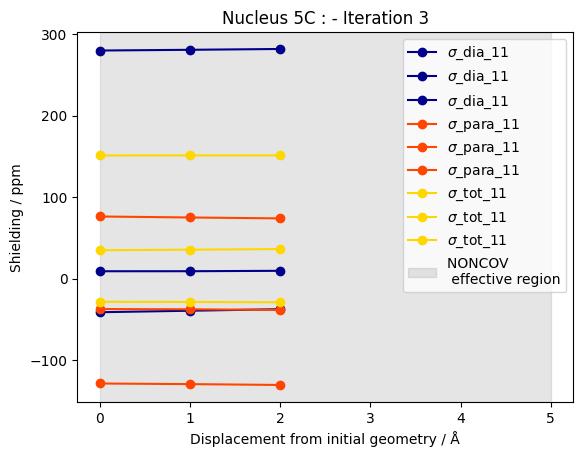 Nucleus 5C : - Iteration 3
300
200
100
0
−100
Shielding / ppm
0 1 2 3 4 5
Displacement from initial geometry / Å
σ_dia_11
σ_dia_11
σ_dia_11
σ_para_11
σ_para_11
σ_para_11
σ_tot_11
σ_tot_11
σ_tot_11
NONCOV
effective region